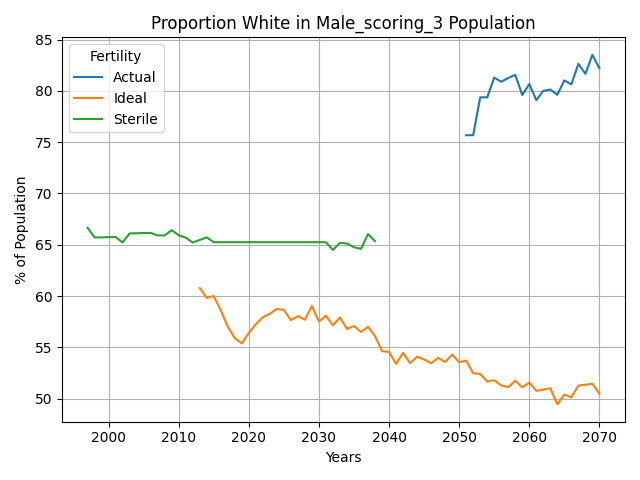 Proportion White in Male_scoring_3 Population
Fertility
Actual
Ideal
Sterile
% of Population
85
80
75
70
65
60
55
50
2000
2010
2020
2030
2040
2050
2060
2070
Years